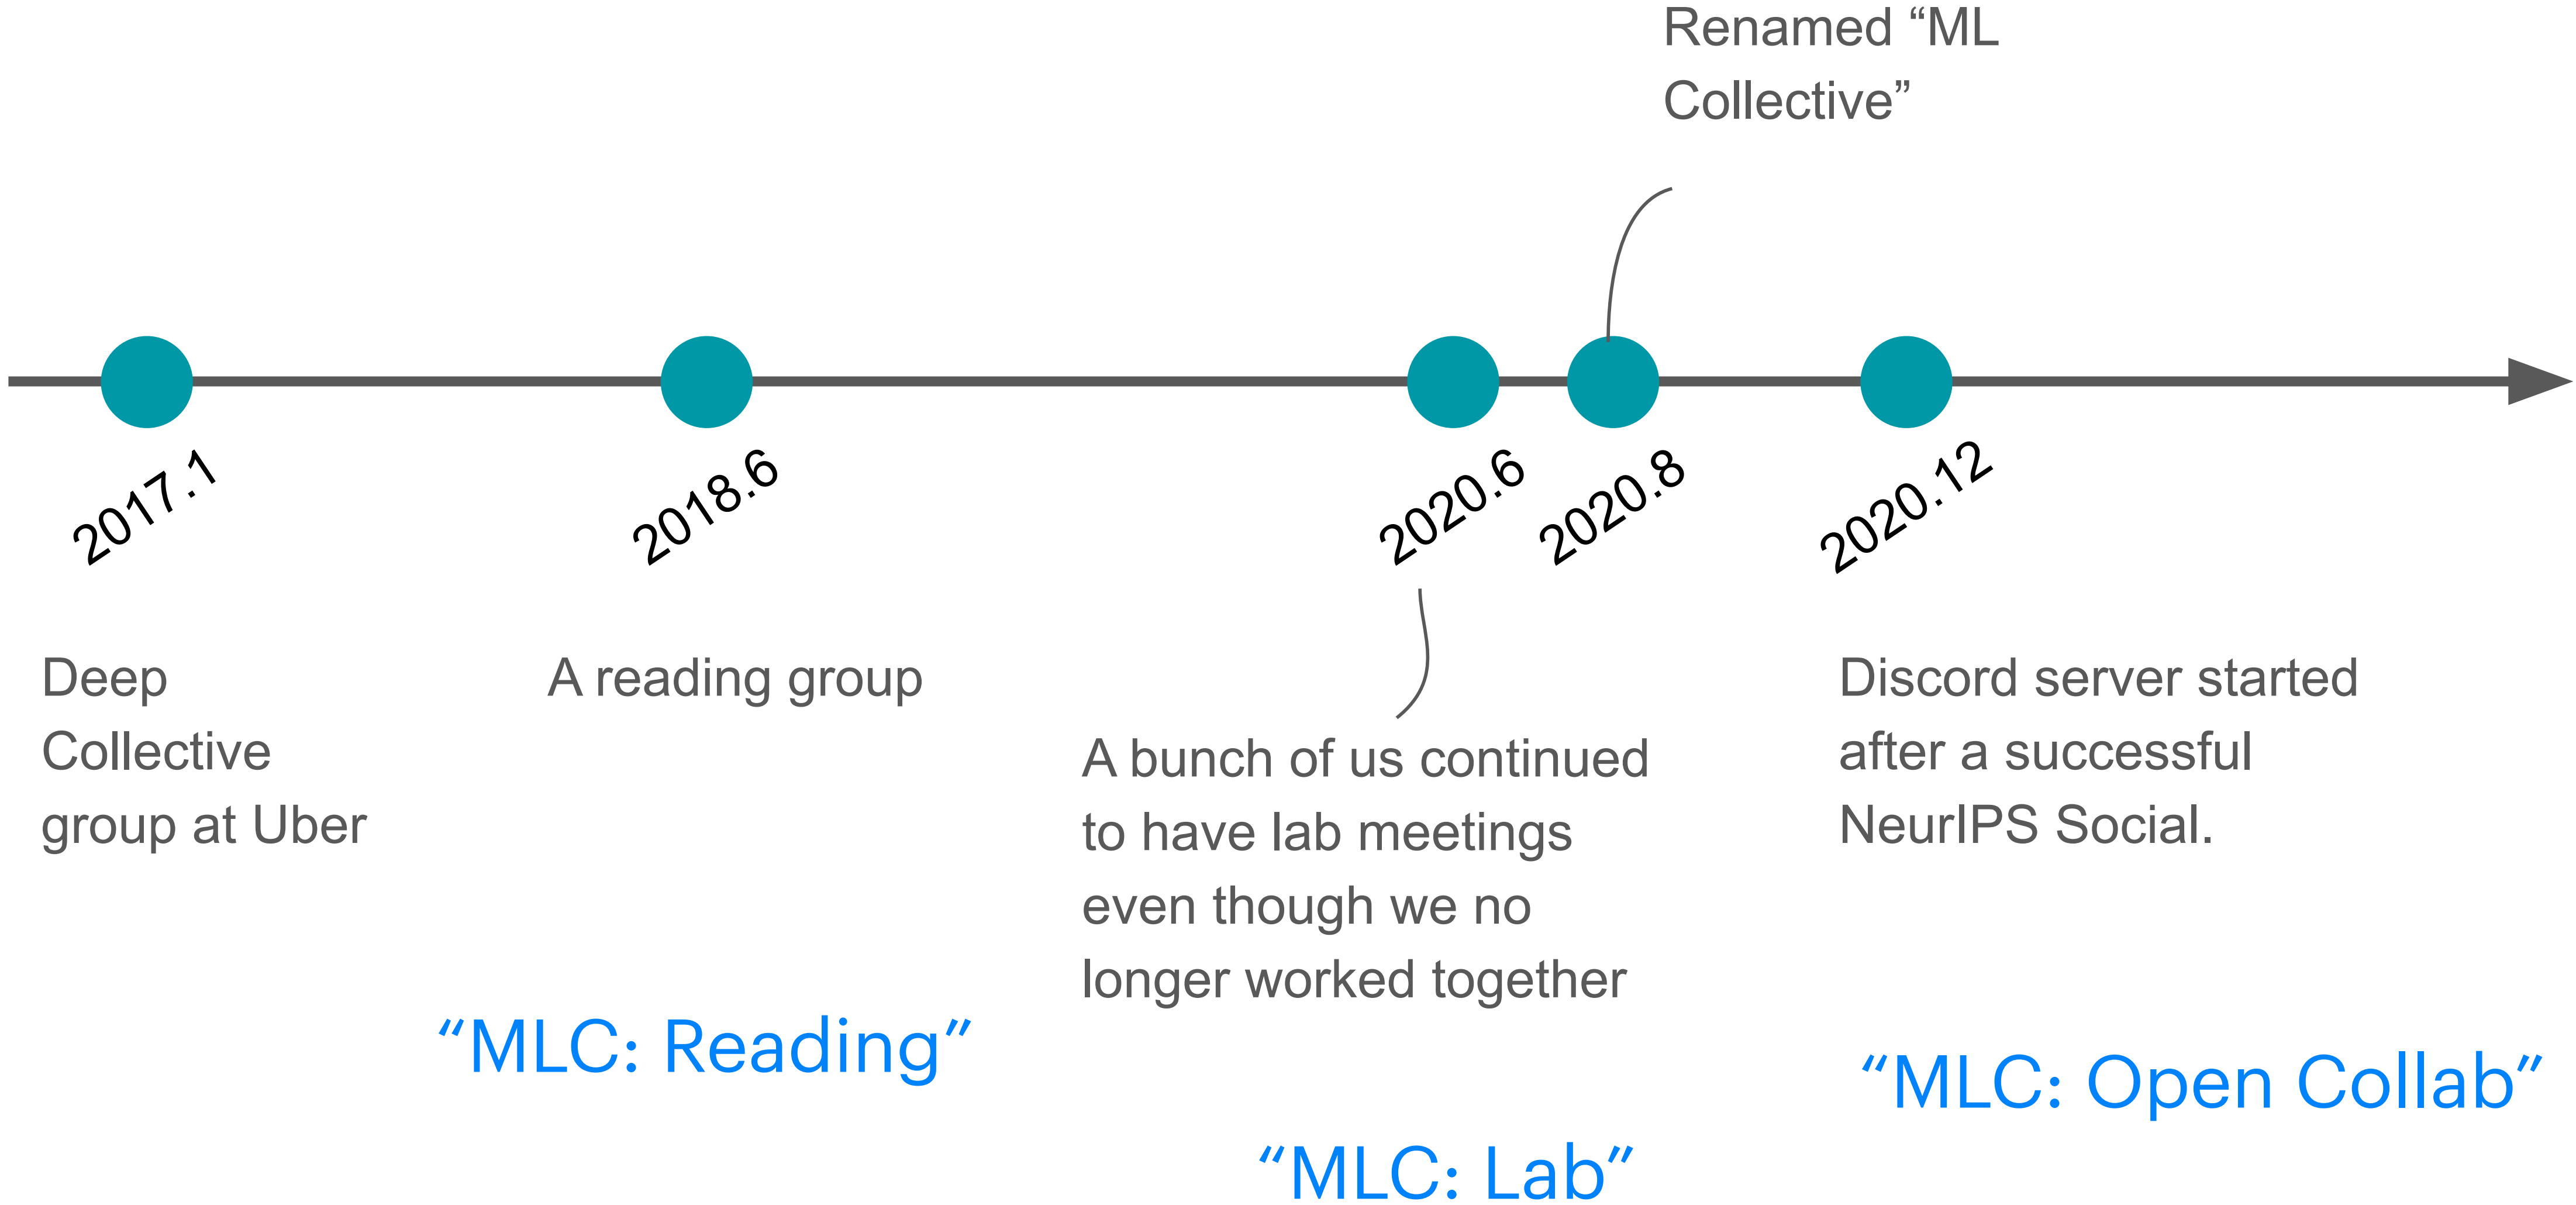 Renamed “ML
Collective”
2017.1
2018.6
2020.6
2020.8
2020.12
Deep
Collective
group at Uber
A reading group
A bunch of us continued
to have lab meetings
even though we no
longer worked together
Discord server started
after a successful
NeurIPS Social.
“MLC: Reading”
“MLC: Lab”
“MLC: Open Collab”